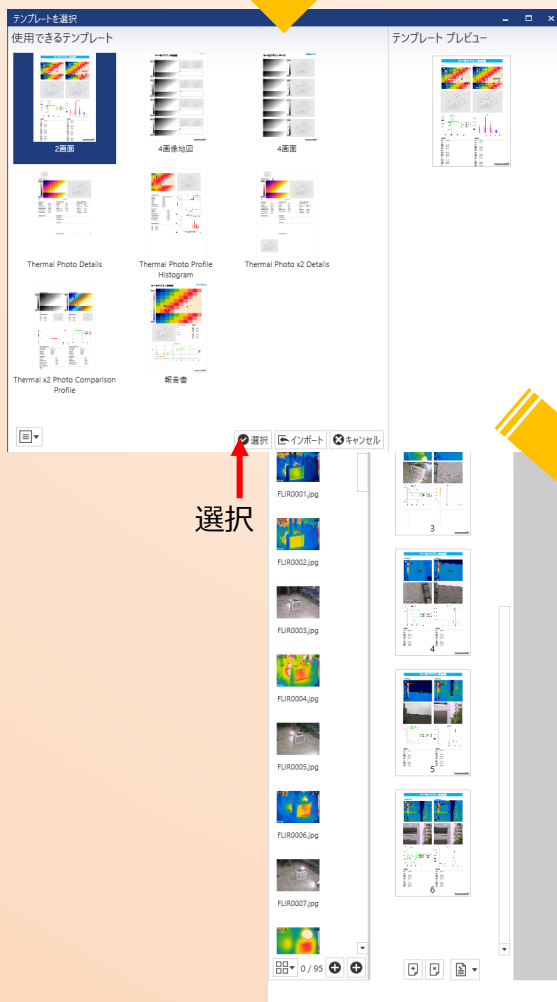 テンプレートを選択
使用できるテンプレート
テンプレート プレビュー
2画面
4画像地図
4画面
Thermal Photo Details
Thermal Photo Profile
Histogram
Thermal Photo x2 Details
Thermal x2 Photo Comparison
Profile
報告書
選択
インポート
キャンセル
選択
FLIR0001.jpg
FLIR0002.jpg
FLIR0003.jpg
FLIR0004.jpg
FLIR0005.jpg
FLIR0006.jpg
FLIR0007.jpg
0 / 95
3
4
5
6